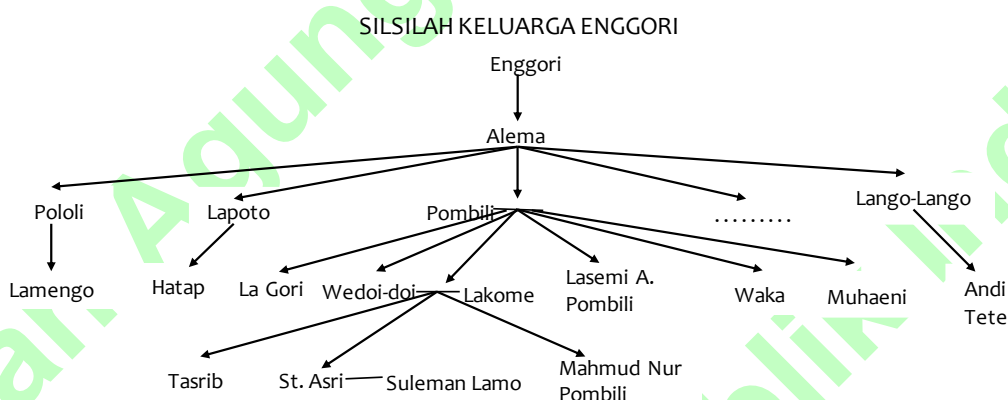 SILSILAH KELUARGA ENGGORI
Enggori
Alema
Pololi
Lapoto
Pombili
.........
Lango-Lango
Lamengo
Hatap
La Gori
Wedoi-doi
Lakome
Lasemi A.
Pombili
Waka
Muhaeni
Andi
Tete
Tasrib
St. Asri
Suleman Lamo
Mahmud Nur
Pombili